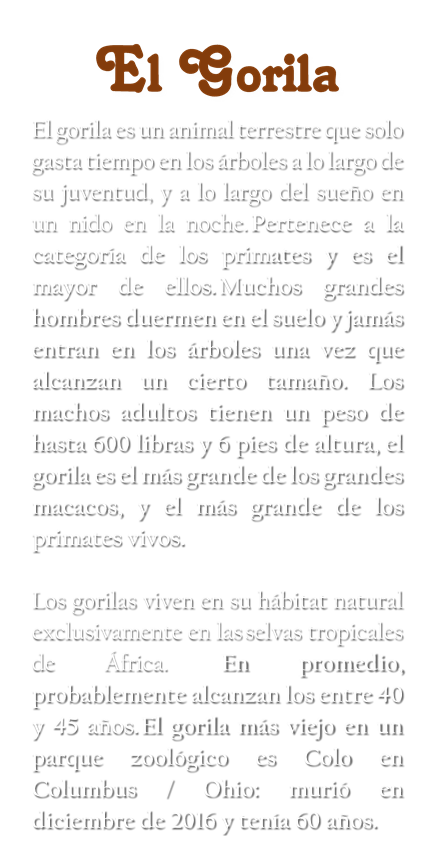 El Gorila
El gorila es un animal terrestre que solo
gasta tiempo en los árboles a lo largo de
su juventud, y a lo largo del sueño en
un nido en la noche. Pertenece a la
categoría de los primates y es el
mayor de ellos. Muchos grandes
hombres duermen en el suelo y jamás
entran en los árboles una vez que
alcanzan un cierto tamaño. Los
machos adultos tienen un peso de
hasta 600 libras y 6 pies de altura, el
gorila es el más grande de los grandes
macacos, y el más grande de los
primates vivos.
Los gorilas viven en su hábitat natural
exclusivamente en las selvas tropicales
de África. En promedio,
probablemente alcanzan los entre 40
y 45 años. El gorila más viejo en un
parque zoológico es Colo en
Columbus / Ohio: murió en
diciembre de 2016 y tenía 60 años.